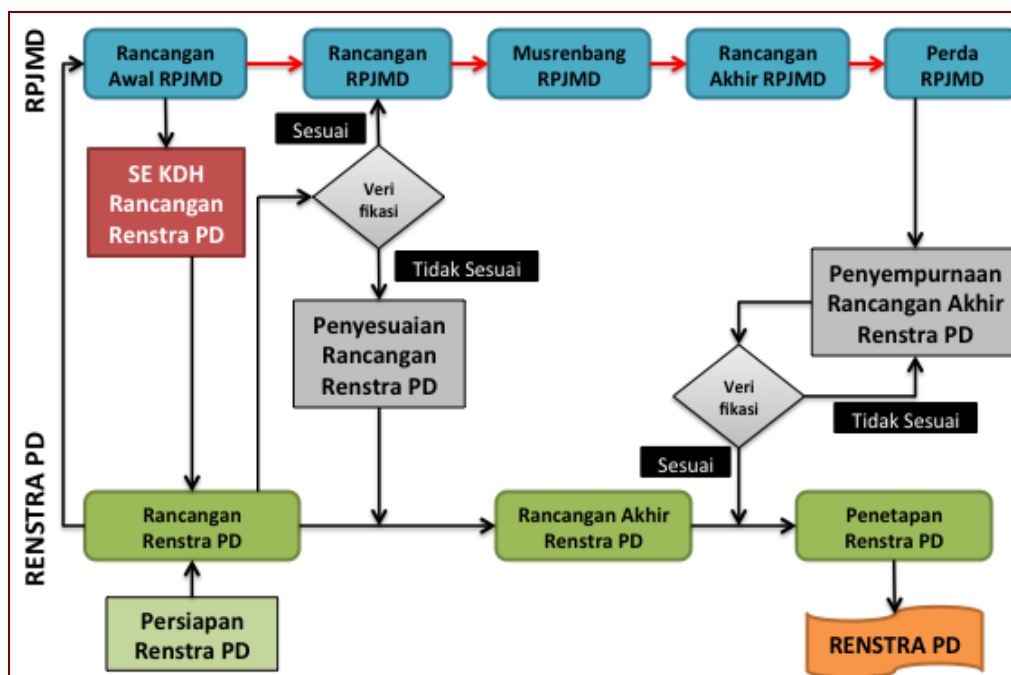 RPJMD
Rancangan
Awal RPJMD
Rancangan
RPJMD
Musrenbang
RPJMD
Rancangan
Akhir RPJMD
Perda
RPJMD
Sesuai
SE KDH
Rancangan
Renstra PD
Veri
fikasi
Tidak Sesuai
Penyesuaian
Rancangan
Renstra PD
Penyempurnaan
Rancangan Akhir
Renstra PD
Veri
fikasi
Tidak Sesuai
Sesuai
RENSTRA PD
Rancangan
Renstra PD
Rancangan Akhir
Renstra PD
Penetapan
Renstra PD
Persiapan
Renstra PD
RENSTRA PD